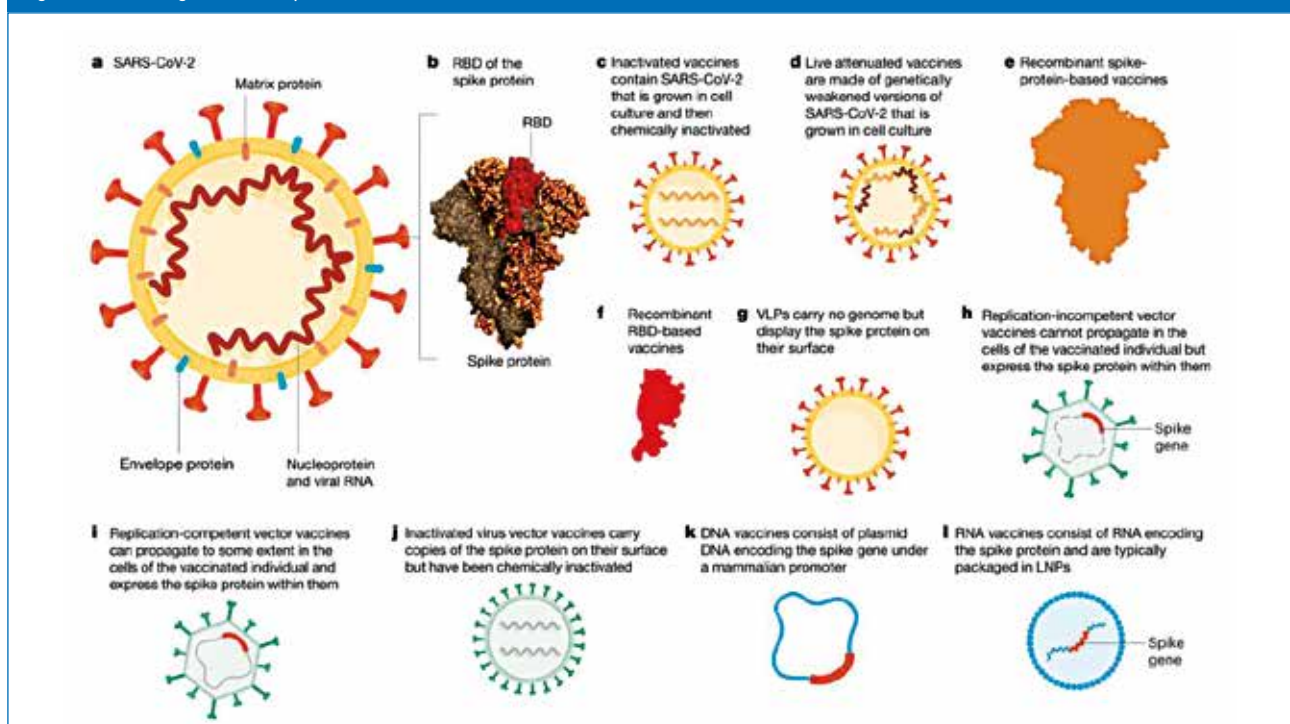 a SARS-CoV-2
Matrix protein
Envelope protein
Nucleoprotein
and viral RNA
b RBD of the
spike protein
RBD
Spike protein
c Inactivated vaccines
contain SARS-CoV-2
that is grown in cell
culture and then
chemically inactivated
d Live attenuated vaccines
are made of genetically
weakened versions of
SARS-CoV-2 that is
grown in cell culture
e Recombinant spike-
protein-based vaccines
f Recombinant
RBD-based
vaccines
g VLPs carry no genome but
display the spike protein on
their surface
h Replication-incompetent vector
vaccines cannot propagate in the
cells of the vaccinated individual but
express the spike protein within them
Spike
gene
i Replication-competent vector vaccines
can propagate to some extent in the
cells of the vaccinated individual and
express the spike protein within them
j Inactivated virus vector vaccines carry
copies of the spike protein on their surface
but have been chemically inactivated
k DNA vaccines consist of plasmid
DNA encoding the spike gene under
a mammalian promoter
l RNA vaccines consist of RNA encoding
the spike protein and are typically
packaged in LNPs
Spike
gene